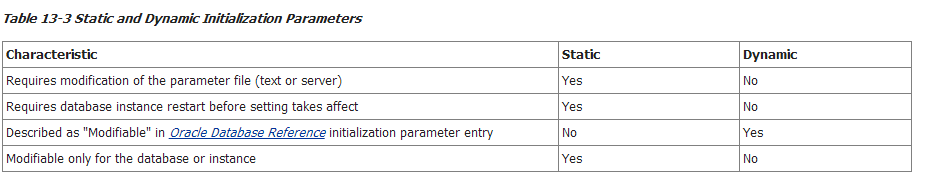 Table 13-3 Static and Dynamic Initialization Parameters
Characteristic Static Dynamic
Requires modification of the parameter file (text or server) Yes No
Requires database instance restart before setting takes affect Yes No
Described as "Modifiable" in Oracle Database Reference initialization parameter entry No Yes
Modifiable only for the database or instance Yes No